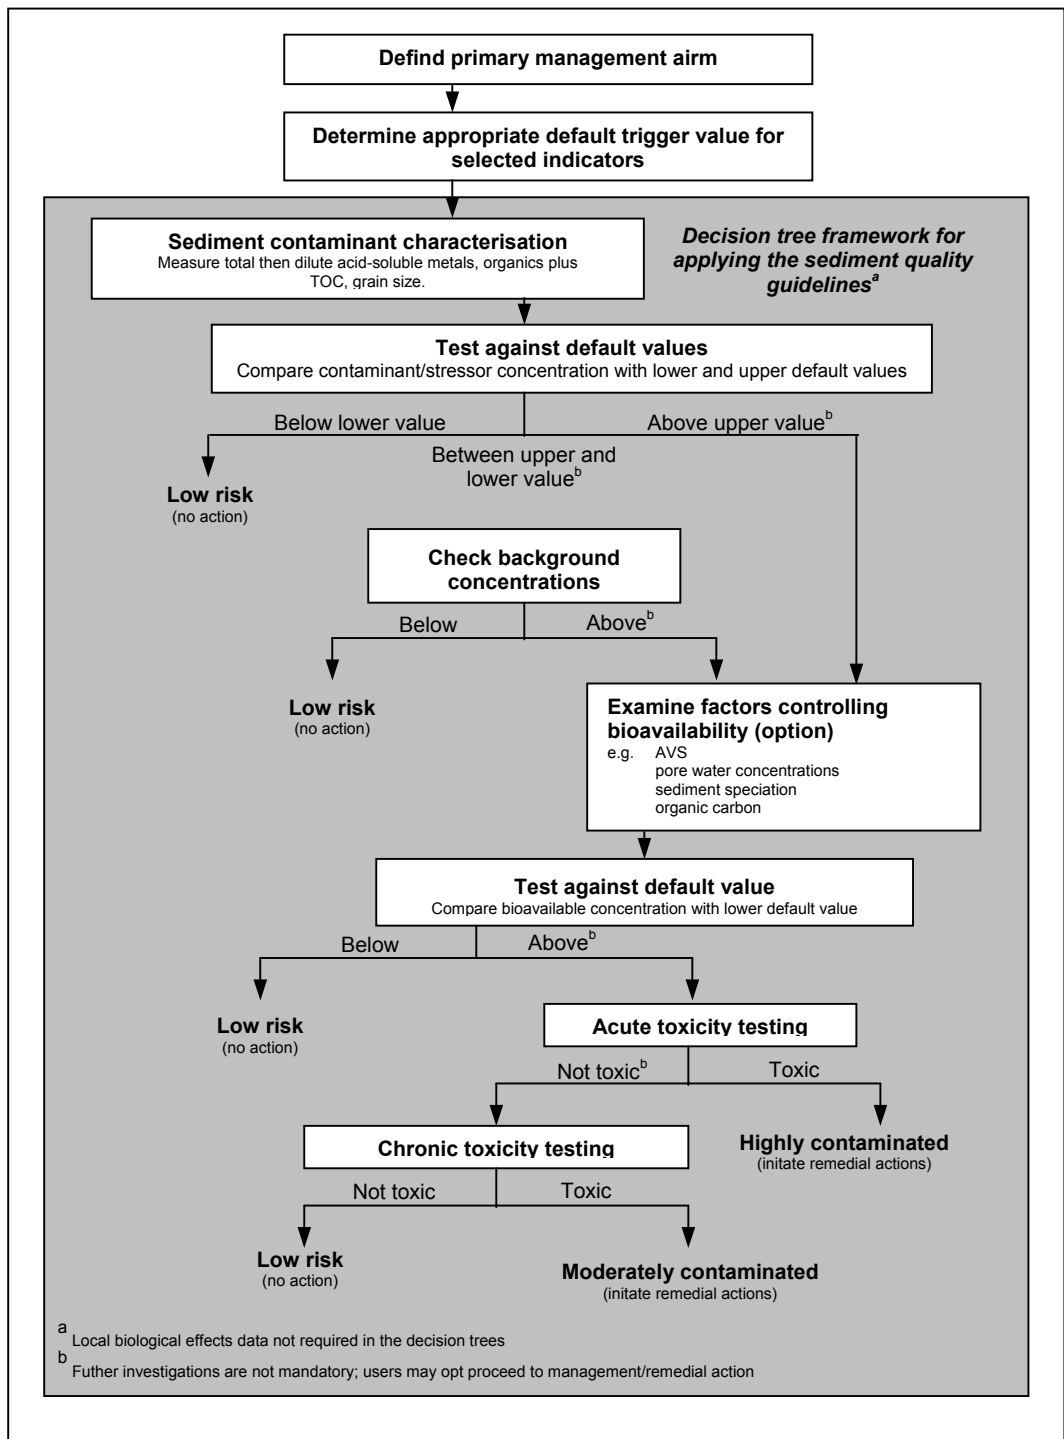 Defind primary management airm
Determine appropriate default trigger value for
selected indicators
Sediment contaminant characterisation
Measure total then dilute acid-soluble metals, organics plus
TOC, grain size.
Decision tree framework for
applying the sediment quality
guidelinesᵃ
Test against default values
Compare contaminant/stressor concentration with lower and upper default values
Below lower value
Above upper valueᵇ
Between upper and
lower valueᵇ
Low risk
(no action)
Check background
concentrations
Below
Aboveᵇ
Low risk
(no action)
Examine factors controlling
bioavailability (option)
e.g. AVS
pore water concentrations
sediment speciation
organic carbon
Test against default value
Compare bioavailable concentration with lower default value
Below
Aboveᵇ
Low risk
(no action)
Acute toxicity testing
Not toxicᵇ
Toxic
Chronic toxicity testing
Highly contaminated
(initate remedial actions)
Not toxic
Toxic
Low risk
(no action)
Moderately contaminated
(initate remedial actions)
ᵃ Local biological effects data not required in the decision trees
ᵇ Futher investigations are not mandatory; users may opt proceed to management/remedial action